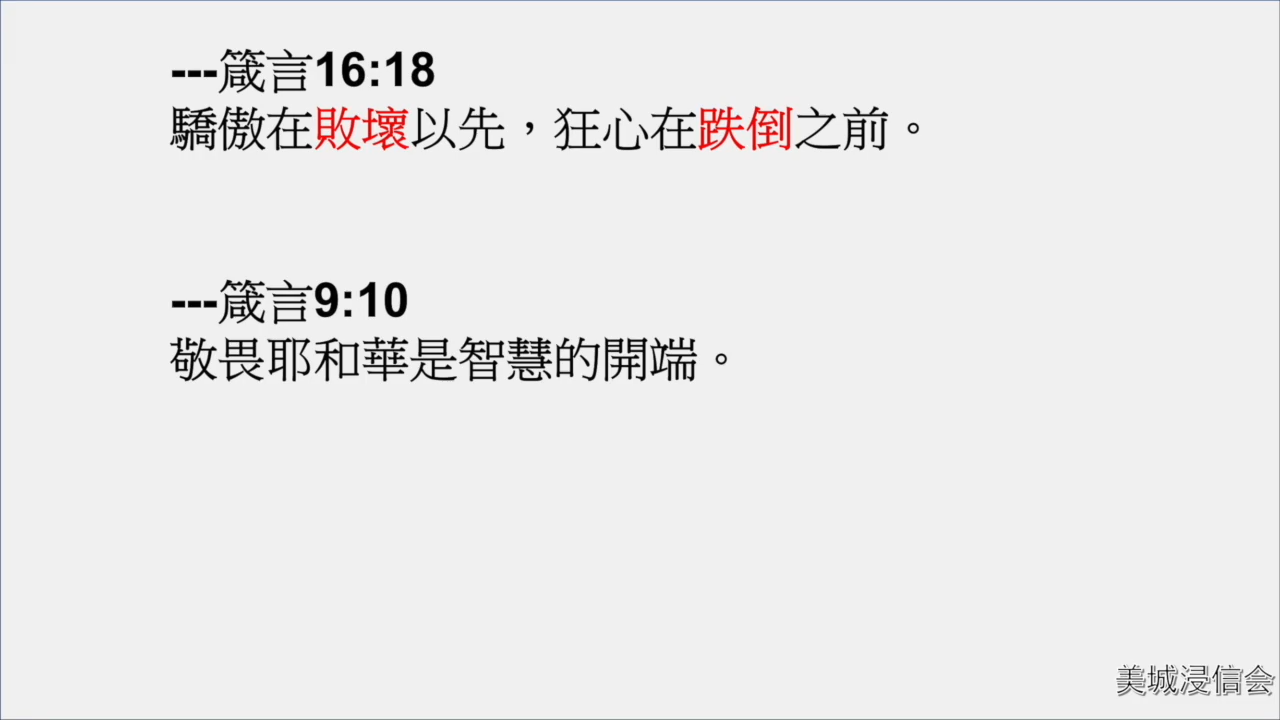 ---箴言16:18
驕傲在敗壞以先，狂心在跌倒之前。
---箴言9:10
敬畏耶和華是智慧的開端。
美城浸信会